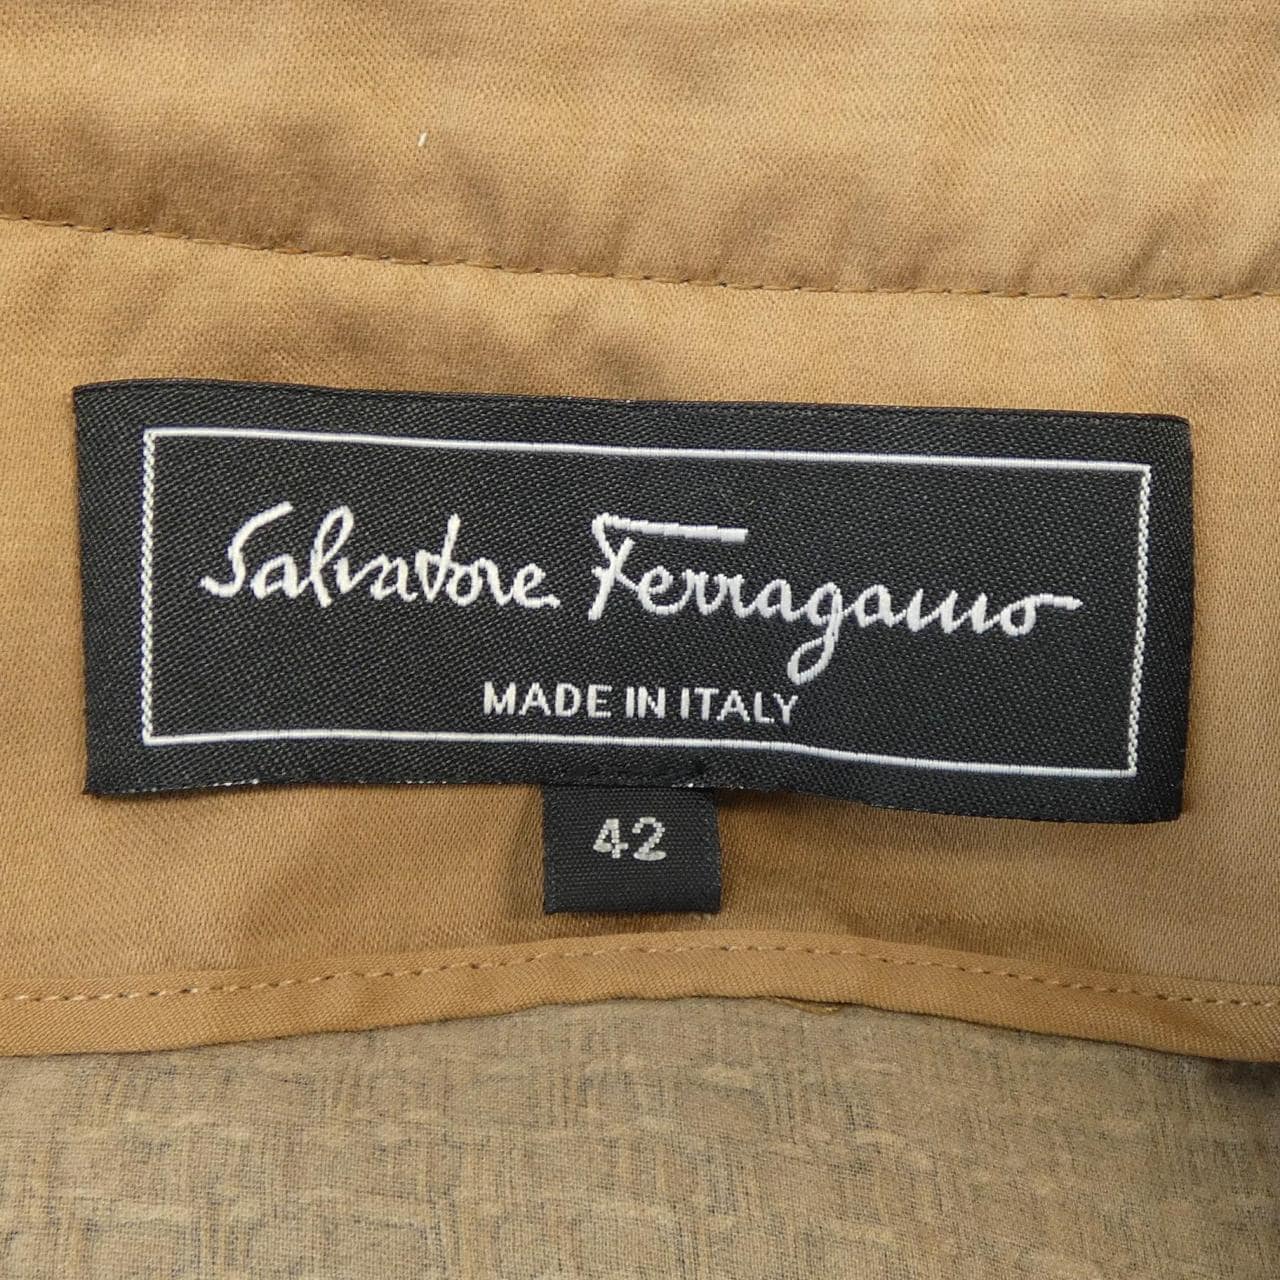 Salvatore Ferragamo
MADE IN ITALY
42